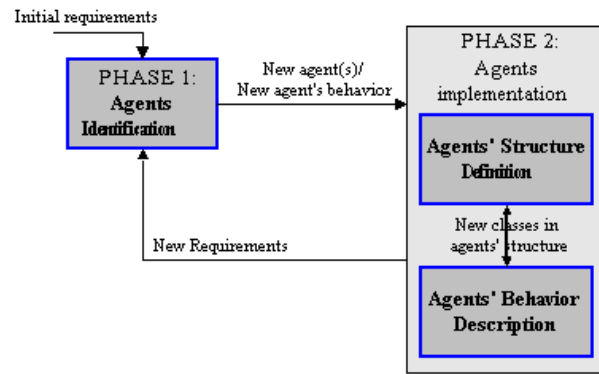 Initial requirements
PHASE 1:
Agents
Identification
New agent(s)/
New agent's behavior
New Requirements
PHASE 2:
Agents
implementation
Agents' Structure
Definition
New classes in
agents' structure
Agents' Behavior
Description